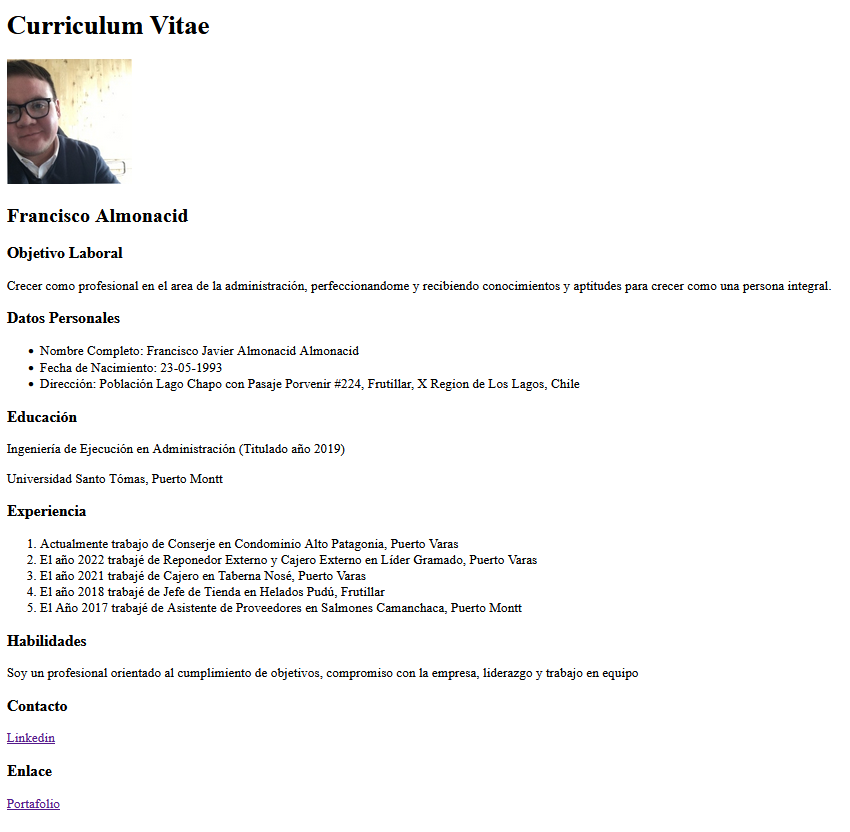 Curriculum Vitae
Francisco Almonacid
Objetivo Laboral
Crecer como profesional en el area de la administración, perfeccionandome y recibiendo conocimientos y aptitudes para crecer como una persona integral.
Datos Personales
• Nombre Completo: Francisco Javier Almonacid Almonacid
• Fecha de Nacimiento: 23-05-1993
• Dirección: Población Lago Chapo con Pasaje Porvenir #224, Frutillar, X Region de Los Lagos, Chile
Educación
Ingeniería de Ejecución en Administración (Titulado año 2019)
Universidad Santo Tómas, Puerto Montt
Experiencia
1. Actualmente trabajo de Conserje en Condominio Alto Patagonia, Puerto Varas
2. El año 2022 trabajé de Reponedor Externo y Cajero Externo en Líder Gramado, Puerto Varas
3. El año 2021 trabajé de Cajero en Taberna Nosé, Puerto Varas
4. El año 2018 trabajé de Jefe de Tienda en Helados Pudú, Frutillar
5. El Año 2017 trabajé de Asistente de Proveedores en Salmones Camanchaca, Puerto Montt
Habilidades
Soy un profesional orientado al cumplimiento de objetivos, compromiso con la empresa, liderazgo y trabajo en equipo
Contacto
Linkedin
Enlace
Portafolio